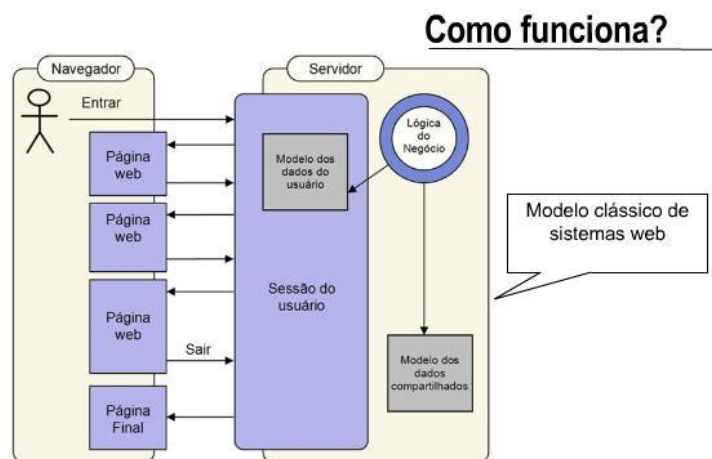 Como funciona?
Navegador
Servidor
Entrar
Página
web
Página
web
Página
web
Sair
Página
Final
Modelo dos
dados do
usuário
Lógica
do
Negócio
Sessão do
usuário
Modelo dos
dados
compartilhados
Modelo clássico de
sistemas web